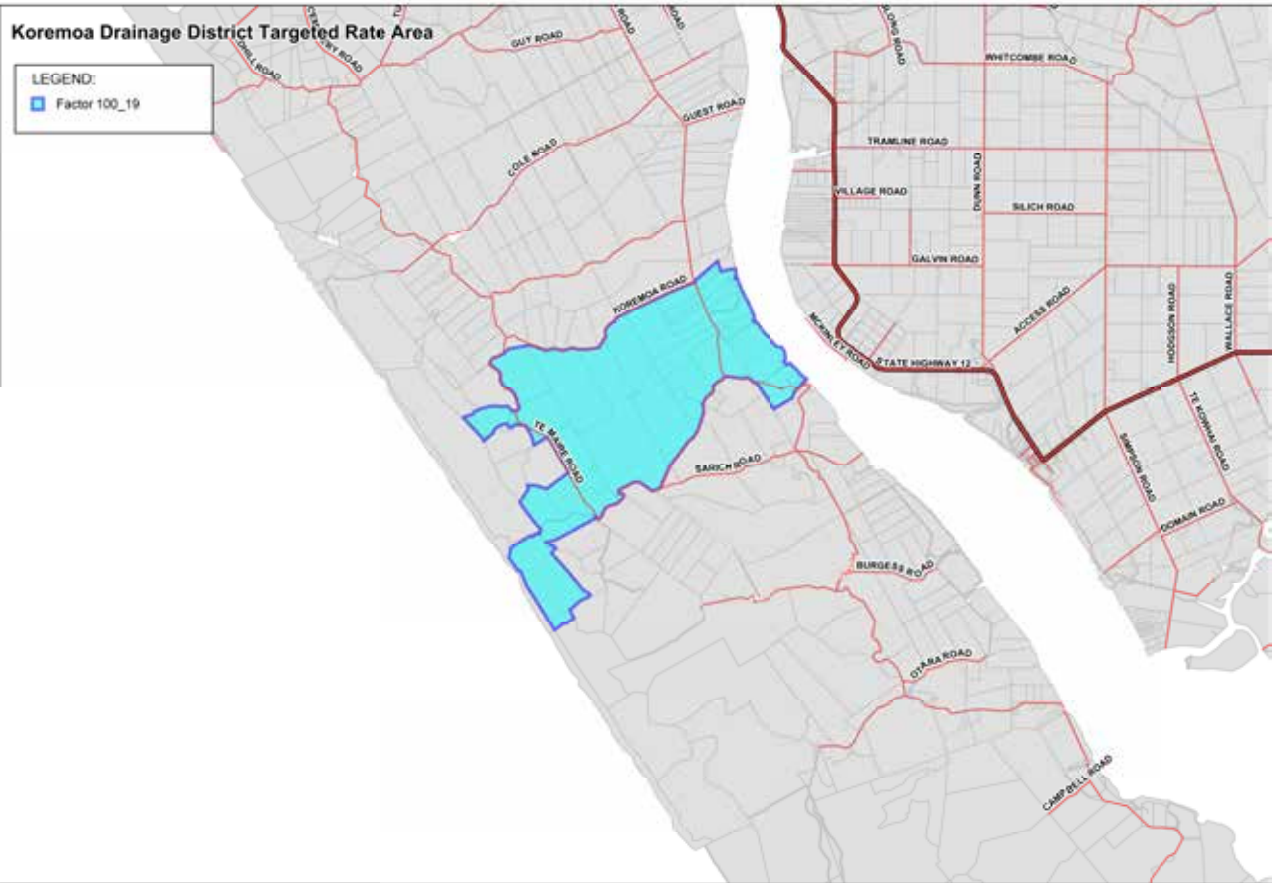 Koremoa Drainage District Targeted Rate Area
LEGEND:
Factor 100_19
GUY ROAD
ROAD
ROAD
WHITCOMBE ROAD
GUEST ROAD
COLE ROAD
TRAMLINE ROAD
VILLAGE ROAD
DUNN ROAD
SILICH ROAD
GALVIN ROAD
KOREMOA ROAD
ACCESS ROAD
HODGSON ROAD
WALLACE ROAD
MCKINLEY ROAD
STATE HIGHWAY 12
TE MAIRE ROAD
SARICH ROAD
SIMPSON ROAD
TE KOWHAI ROAD
DOMAIN ROAD
BURGESS ROAD
OTARA ROAD
CAMPBELL ROAD